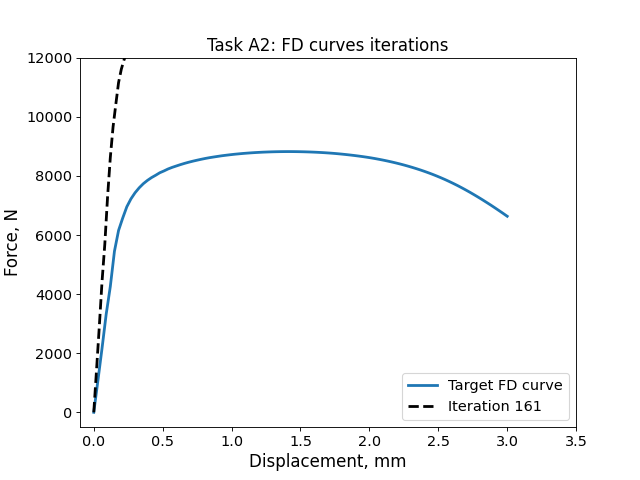 Task A2: FD curves iterations
12000
10000
8000
6000
4000
2000
0
Force, N
Target FD curve
Iteration 161
0.0 0.5 1.0 1.5 2.0 2.5 3.0 3.5
Displacement, mm